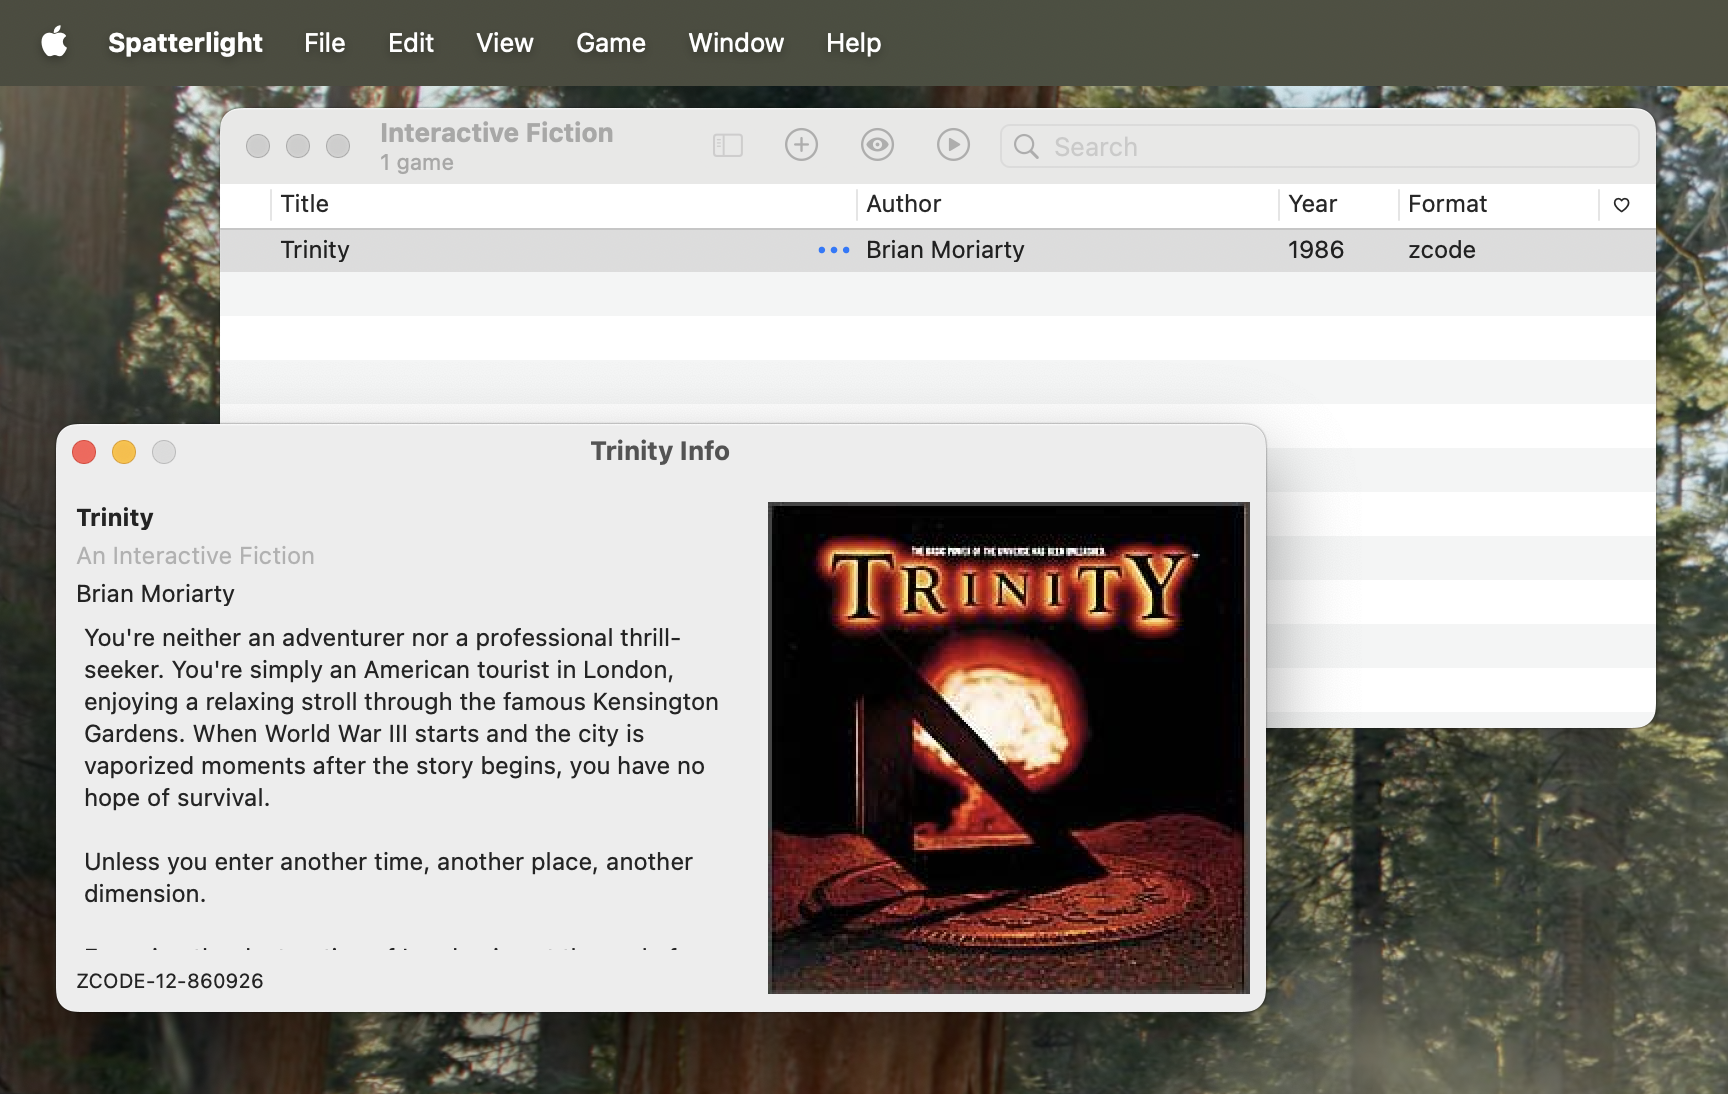 Spatterlight File Edit View Game Window Help
Interactive Fiction
1 game
Search
Title Author Year Format
Trinity ••• Brian Moriarty 1986 zcode
Trinity Info
Trinity
An Interactive Fiction
Brian Moriarty
You're neither an adventurer nor a professional thrill-
seeker. You're simply an American tourist in London,
enjoying a relaxing stroll through the famous Kensington
Gardens. When World War III starts and the city is
vaporized moments after the story begins, you have no
hope of survival.
Unless you enter another time, another place, another
dimension.
ZCODE-12-860926
THE BASIC POWER OF THE UNIVERSE HAS BEEN UNLEASHED.
TRINITY